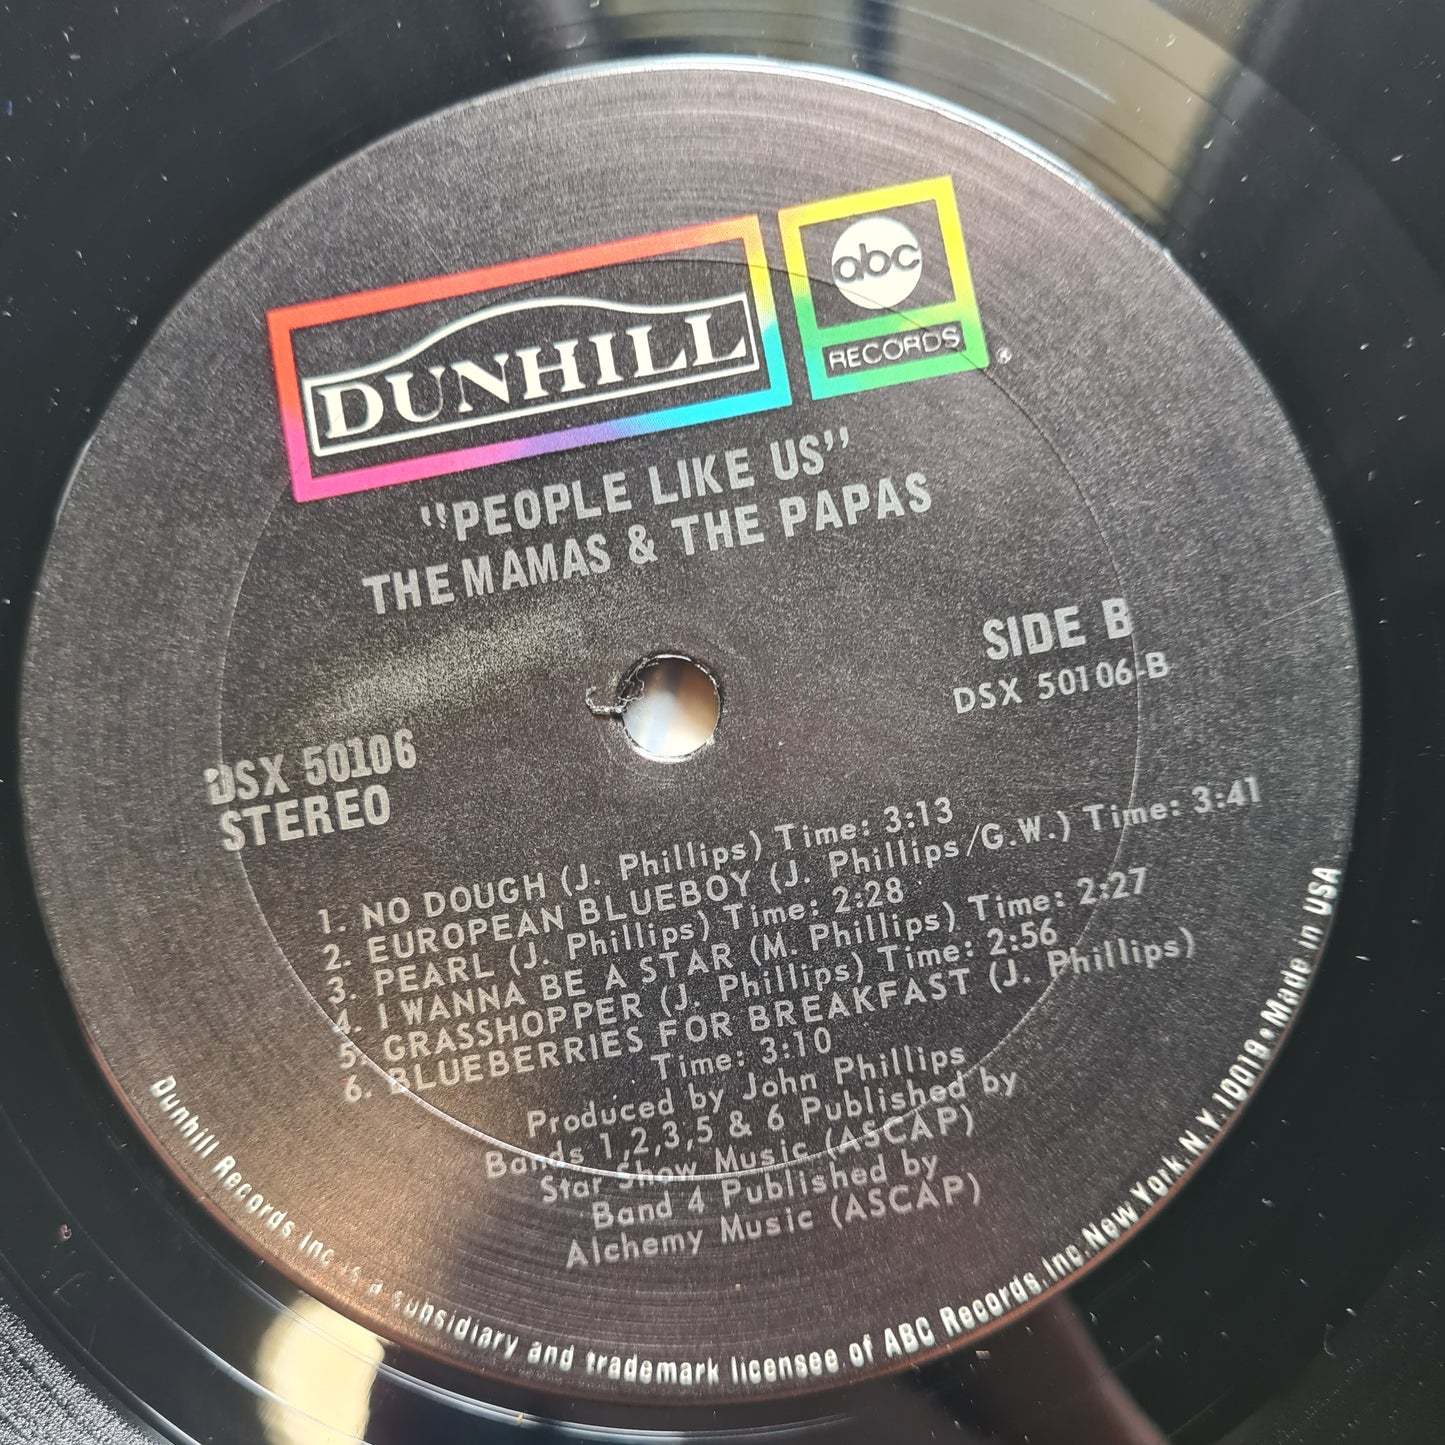 DUNHILL
abc
RECORDS
®
"PEOPLE LIKE US"
THE MAMAS & THE PAPAS
SIDE B
DSX 50106-B
DSX 50106
STEREO
1. NO DOUGH (J. Phillips) Time: 3:13
2. EUROPEAN BLUEBOY (J. Phillips/G.W.) Time: 3:41
3. PEARL (J. Phillips) Time: 2:28
4. I WANNA BE A STAR (M. Phillips) Time: 2:27
5. GRASSHOPPER (J. Phillips) Time: 2:56
6. BLUEBERRIES FOR BREAKFAST (J. Phillips)
Time: 3:10
Produced by John Phillips
Bands 1,2,3,5 & 6 Published by
Star Show Music (ASCAP)
Band 4 Published by
Alchemy Music (ASCAP)
Dunhill Records Inc. is a subsidiary and trademark licensee of ABC Records, Inc. New York, N.Y. 10019 • Made in USA.